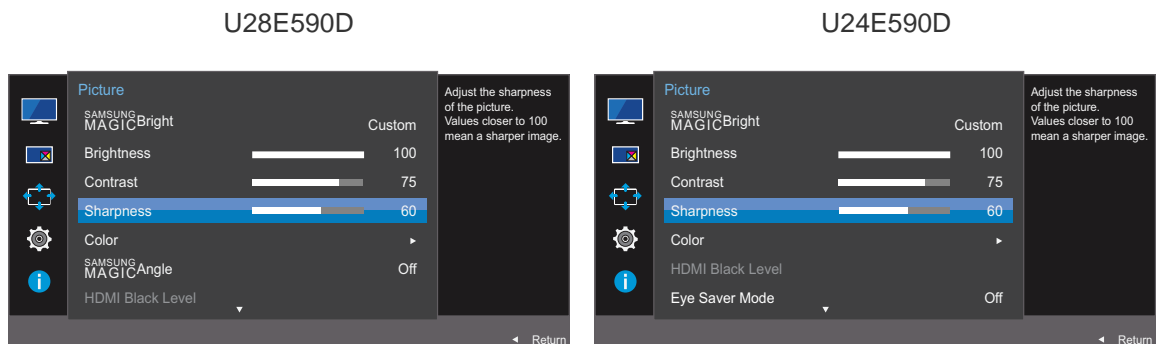 U28E590D
Picture
SAMSUNG
MAGICBright Custom
Brightness 100
Contrast 75
Sharpness 60
Color
SAMSUNG
MAGICAngle Off
HDMI Black Level
Adjust the sharpness
of the picture.
Values closer to 100
mean a sharper image.
Return
U24E590D
Picture
SAMSUNG
MAGICBright Custom
Brightness 100
Contrast 75
Sharpness 60
Color
HDMI Black Level
Eye Saver Mode Off
Adjust the sharpness
of the picture.
Values closer to 100
mean a sharper image.
Return